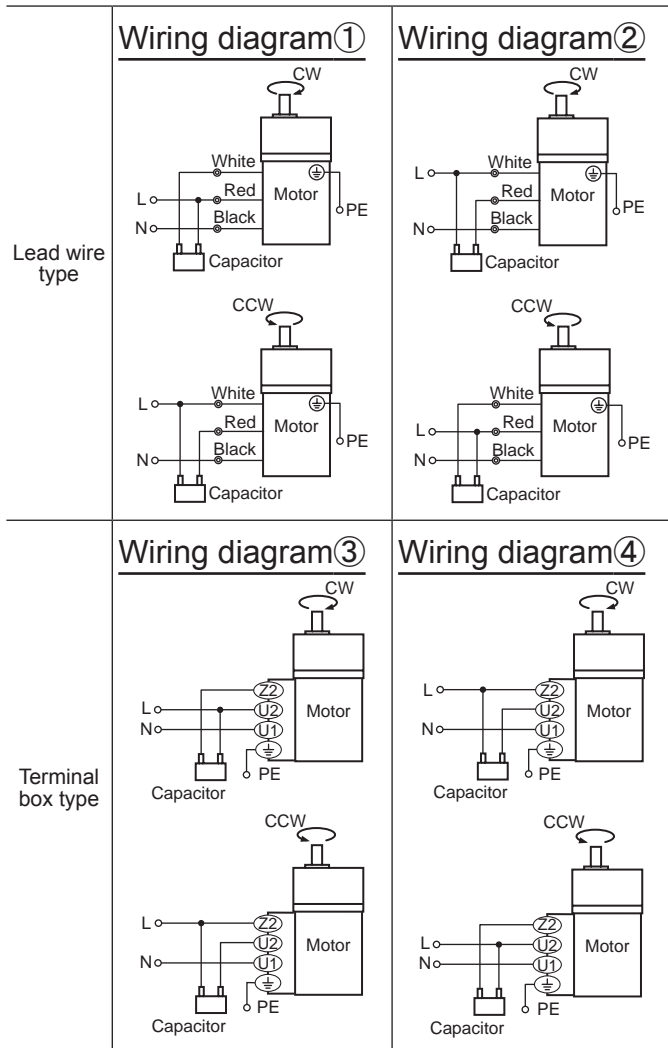 Lead wire
type
Wiring diagram①
CW
White
L
Red
Motor
N
Black
PE
Capacitor
CCW
White
L
Red
Motor
N
Black
PE
Capacitor
Wiring diagram②
CW
L
White
Red
Motor
N
Black
PE
Capacitor
CCW
White
L
Red
Motor
N
Black
PE
Capacitor
Terminal
box type
Wiring diagram③
CW
Z2
L
U2
Motor
N
U1
PE
Capacitor
CCW
L
Z2
U2
Motor
N
U1
PE
Capacitor
Wiring diagram④
CW
L
Z2
U2
Motor
N
U1
PE
Capacitor
CCW
Z2
L
U2
Motor
N
U1
PE
Capacitor